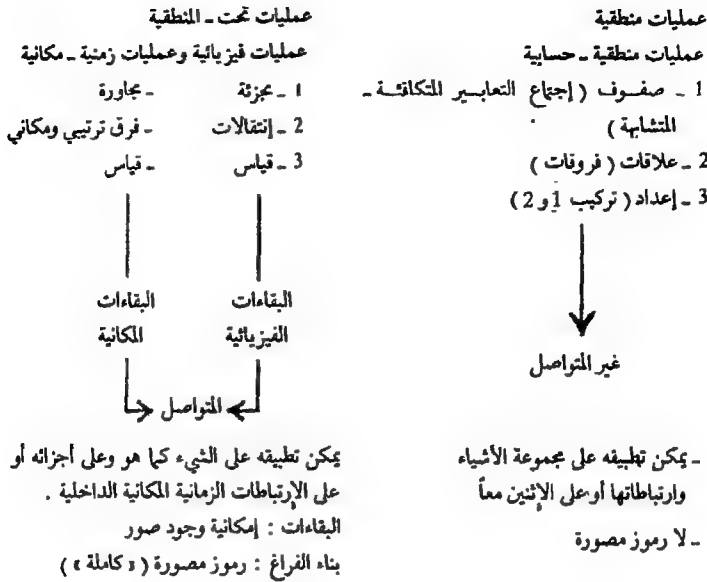 عمليات منطقية
عمليات منطقية ـ حسابية
1 ـ صفوف ( إجتماع التعابير المتكافئة ـ
المتشابهة )
2 ـ علاقات ( فروقات )
3 ـ إعداد ( تركيب 1 و 2 )
غير المتواصل
ـ يمكن تطبيقه على مجموعة الأشياء
وارتباطاتها أو على الإثنين معاً
ـ لا رموز مصورة
عمليات تحت ـ المنطقية
عمليات فيزيائية وعمليات زمنية ـ مكانية
1 ـ مجزئة ـ مجاورة
2 ـ إنتقالات ـ فرق ترتيبي ومكاني
3 ـ قياس ـ قياس
البقاءات البقاءات
الفيزيائية المكانية
المتواصل
يمكن تطبيقه على الشيء كما هو وعلى أجزائه أو
على الإرتباطات الزمانية المكانية الداخلية .
البقاءات : إمكانية وجود صور
بناء الفراغ : رموز مصورة ( « كاملة » )